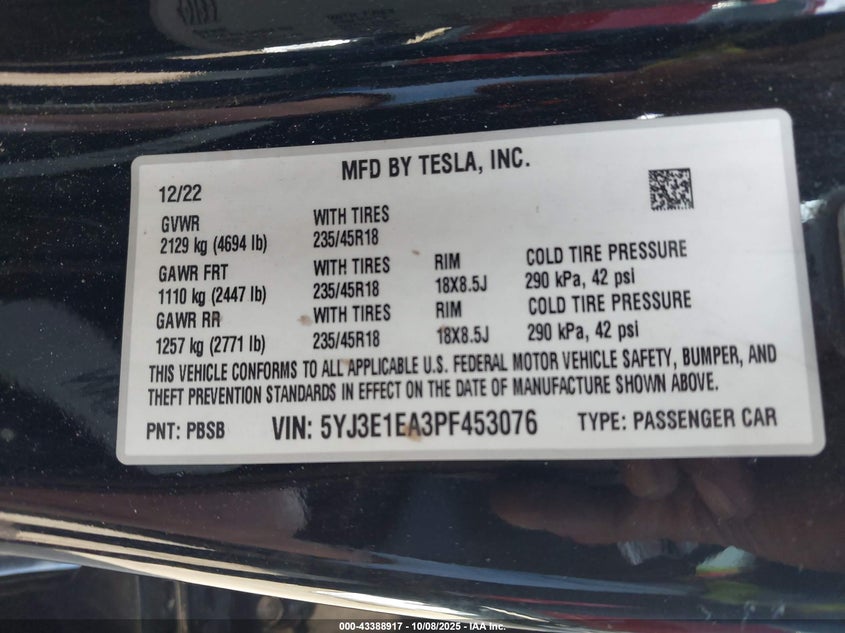 MFD BY TESLA, INC.
12/22
GVWR WITH TIRES
2129 kg (4694 lb) 235/45R18
GAWR FRT WITH TIRES RIM COLD TIRE PRESSURE
1110 kg (2447 lb) 235/45R18 18X8.5J 290 kPa, 42 psi
GAWR RR WITH TIRES RIM COLD TIRE PRESSURE
1257 kg (2771 lb) 235/45R18 18X8.5J 290 kPa, 42 psi
THIS VEHICLE CONFORMS TO ALL APPLICABLE U.S. FEDERAL MOTOR VEHICLE SAFETY, BUMPER, AND
THEFT PREVENTION STANDARDS IN EFFECT ON THE DATE OF MANUFACTURE SHOWN ABOVE.
PNT: PBSB VIN: 5YJ3E1EA3PF453076 TYPE: PASSENGER CAR
000-43388917 - 10/08/2025 - IAA Inc.